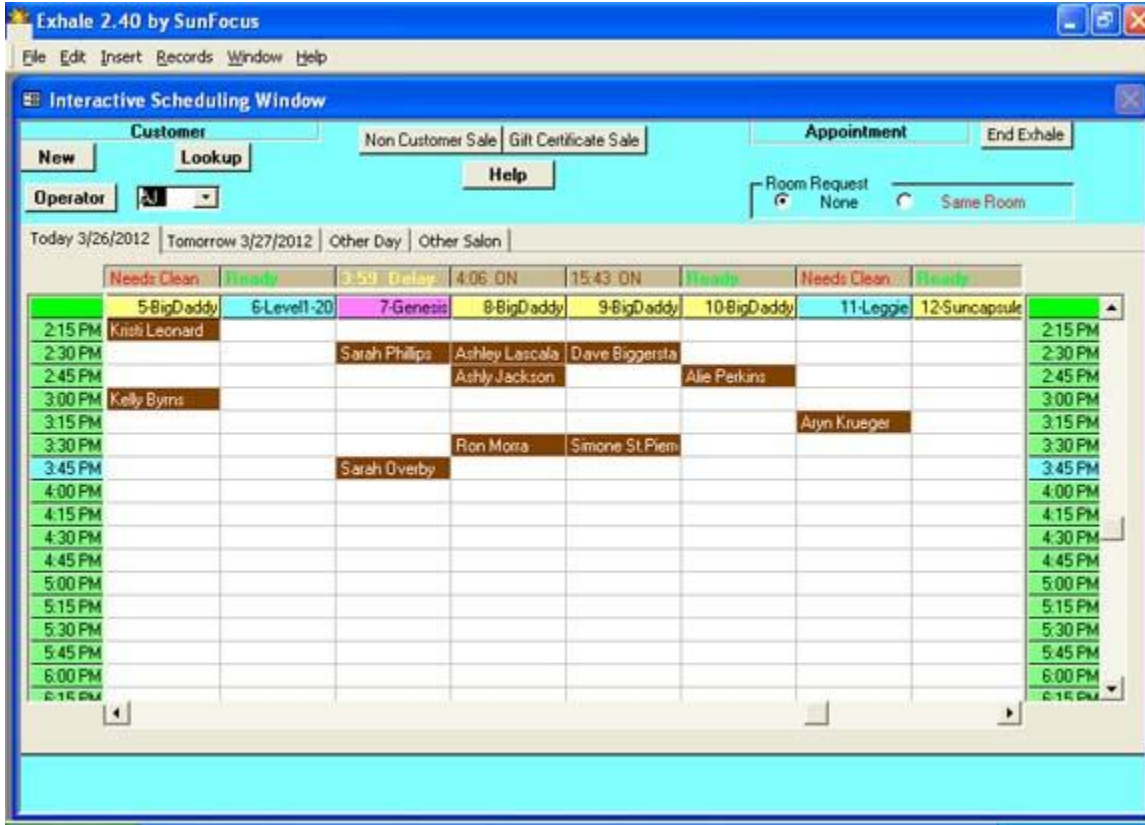 Exhale 2.40 by SunFocus
File Edit Insert Records Window Help
Interactive Scheduling Window
Customer Non Customer Sale Gift Certificate Sale Appointment End Exhale
New Lookup Help
Operator AJ Room Request None Same Room
Today 3/26/2012 Tomorrow 3/27/2012 Other Day Other Salon
Needs Clean Ready 3:59 Delay 4:06 ON 15:43 ON Ready Needs Clean Ready
5-BigDaddy 6-Level1-20 7-Genesis 8-BigDaddy 9-BigDaddy 10-BigDaddy 11-Leggie 12-Suncapsule
2:15 PM Kristi Leonard 2:15 PM
2:30 PM Sarah Phillips Ashley Lascala Dave Biggersta 2:30 PM
2:45 PM Ashly Jackson Alie Perkins 2:45 PM
3:00 PM Kelly Byrns 3:00 PM
3:15 PM Aryn Krueger 3:15 PM
3:30 PM Ron Morra Simone St.Pierr 3:30 PM
3:45 PM Sarah Overby 3:45 PM
4:00 PM 4:00 PM
4:15 PM 4:15 PM
4:30 PM 4:30 PM
4:45 PM 4:45 PM
5:00 PM 5:00 PM
5:15 PM 5:15 PM
5:30 PM 5:30 PM
5:45 PM 5:45 PM
6:00 PM 6:00 PM
6:15 PM 6:15 PM